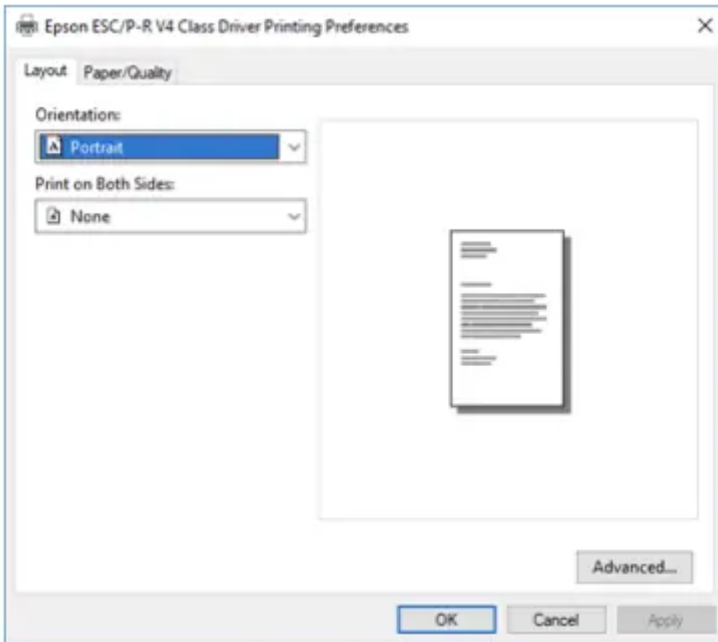 Epson ESC/P-R V4 Class Driver Printing Preferences
Layout Paper/Quality
Orientation:
Portrait
Print on Both Sides:
None
Advanced...
OK Cancel Apply